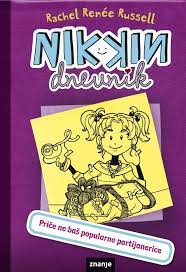 Rachel Renée Russell
NIKKIN
dnevnik
Priče ne baš popularne partijanerice
znanje